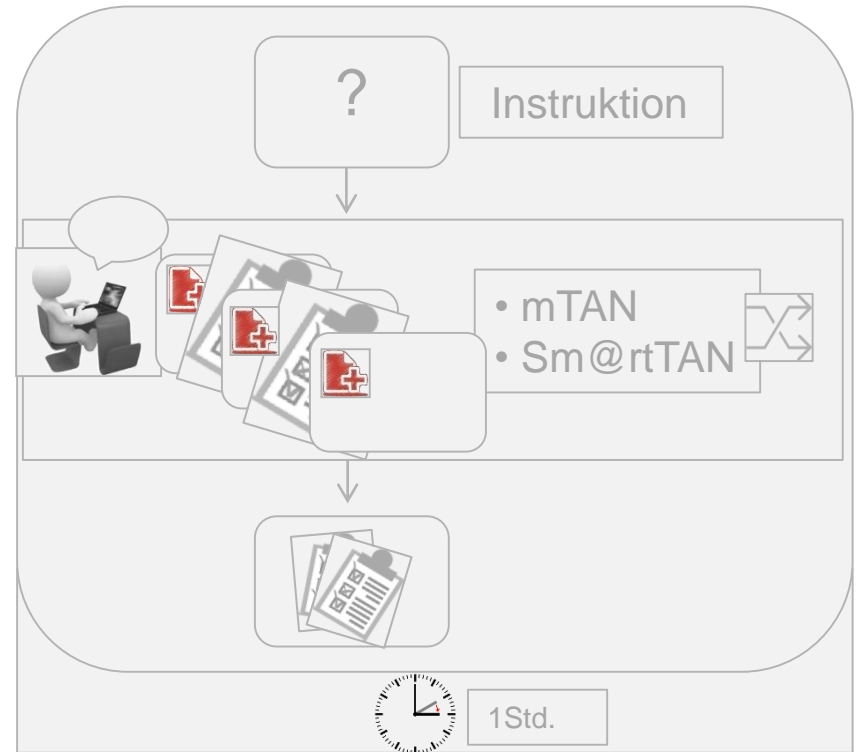 ?
Instruktion
• mTAN
• Sm@rtTAN
1Std.